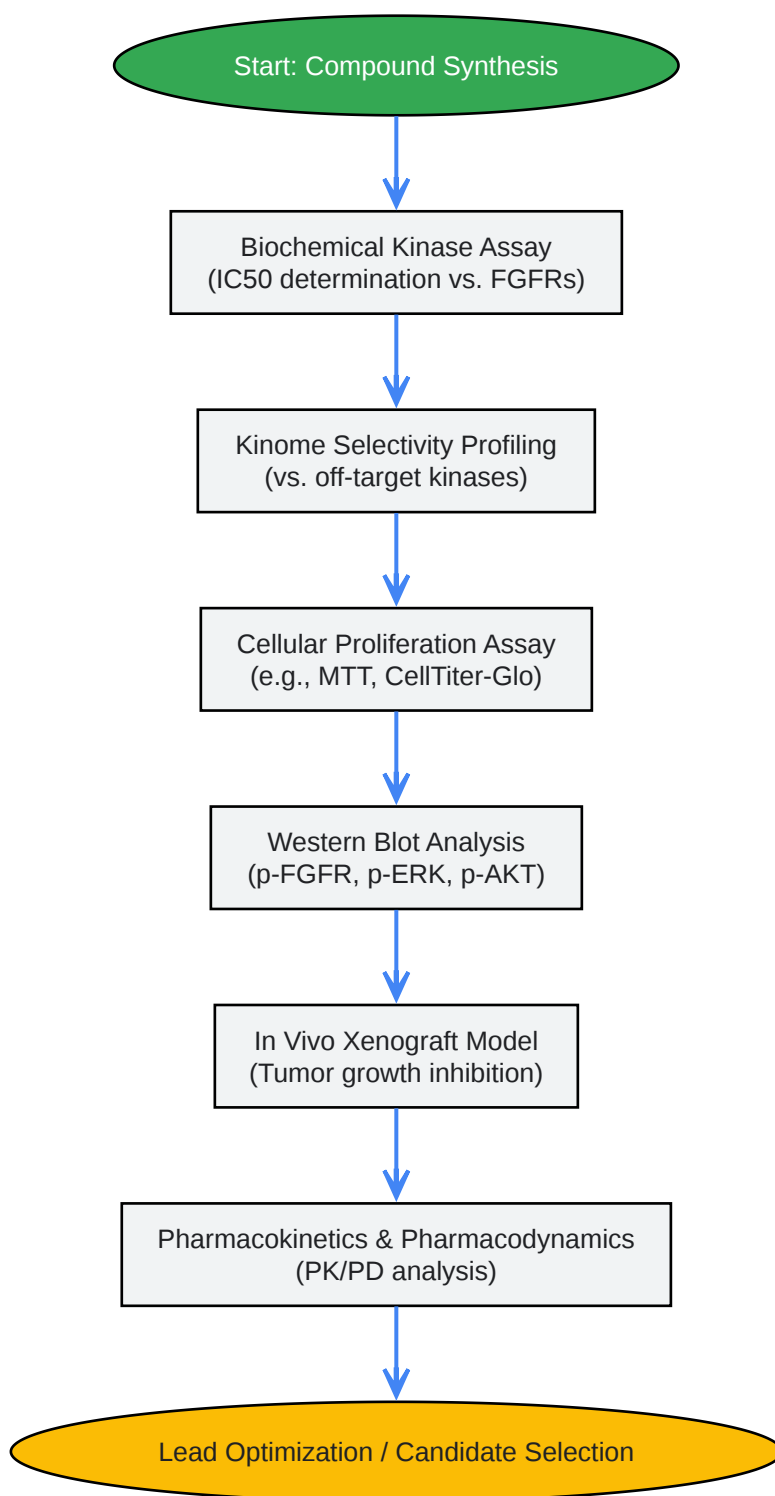 Start: Compound Synthesis
Biochemical Kinase Assay
(IC50 determination vs. FGFRs)
Kinome Selectivity Profiling
(vs. off-target kinases)
Cellular Proliferation Assay
(e.g., MTT, CellTiter-Glo)
Western Blot Analysis
(p-FGFR, p-ERK, p-AKT)
In Vivo Xenograft Model
(Tumor growth inhibition)
Pharmacokinetics & Pharmacodynamics
(PK/PD analysis)
Lead Optimization / Candidate Selection